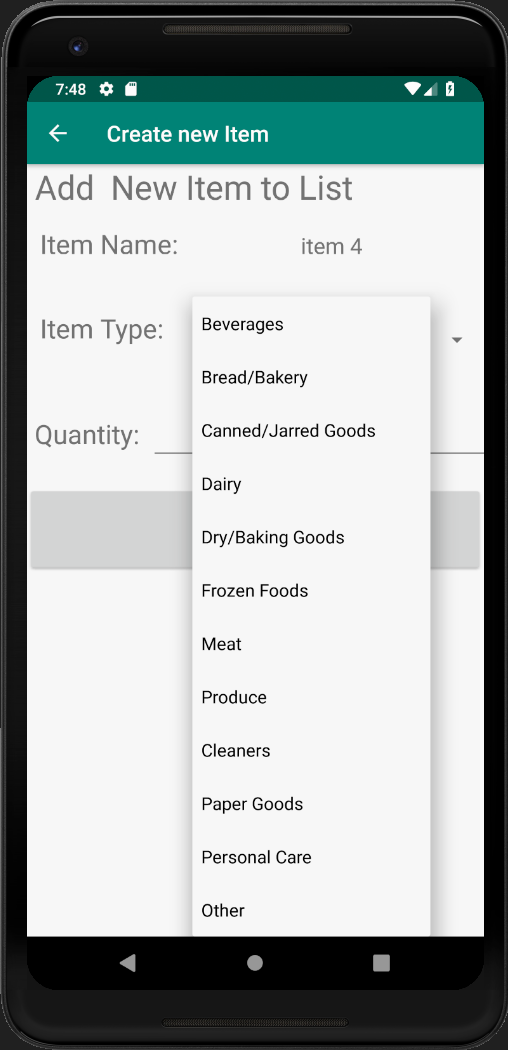 7:48
Create new Item
Add  New Item to List
Item Name: item 4
Item Type:
Quantity:
Beverages
Bread/Bakery
Canned/Jarred Goods
Dairy
Dry/Baking Goods
Frozen Foods
Meat
Produce
Cleaners
Paper Goods
Personal Care
Other